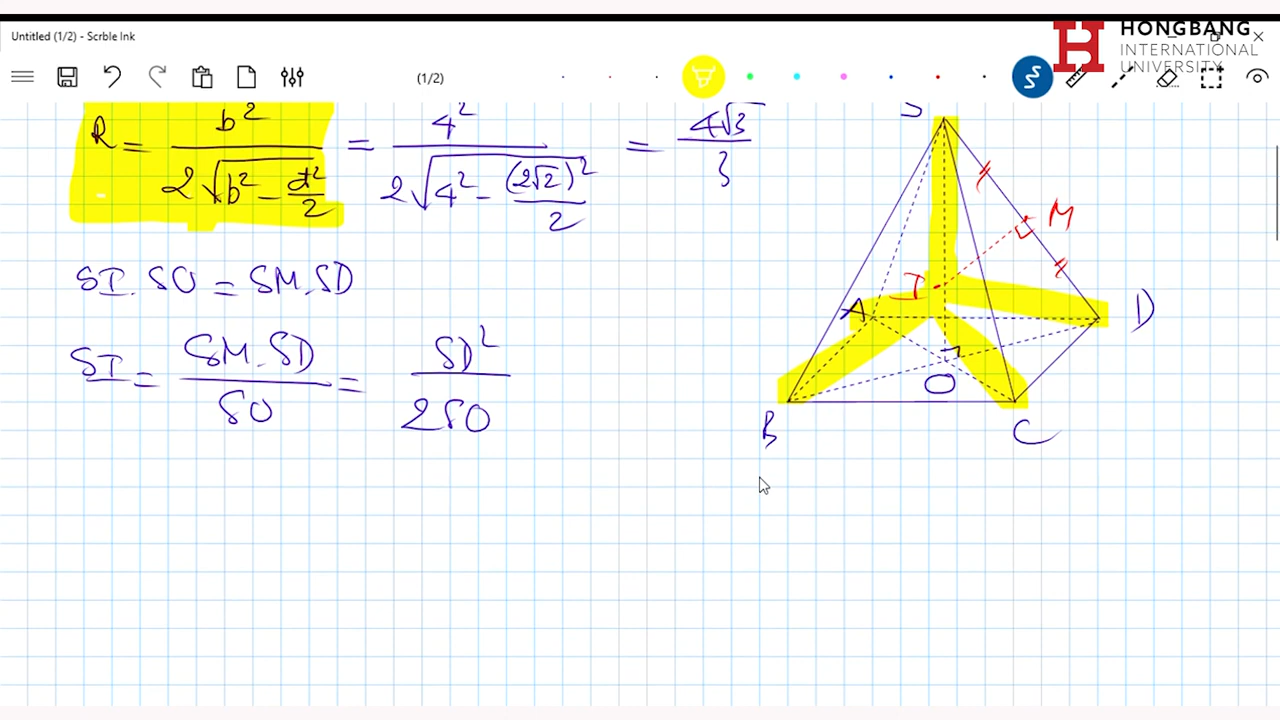 Untitled (1/2) - Scrble Ink
HONGBANG
INTERNATIONAL
UNIVERSITY
(1/2)
R = b² / (2√(b² - a²/2)) = 4² / (2√(4² - (2√2)²/2)) = 4√3 / 3
SI.SO = SM.SD
SI = SM.SD / SO = SD² / 2SO
S
M
I
A
D
O
B
C